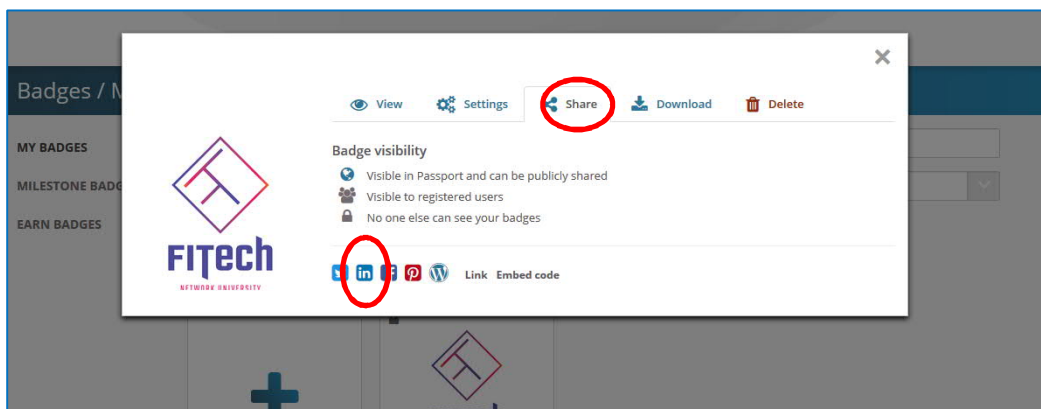 Badges / M
View Settings Share Download Delete
MY BADGES
MILESTONE BADG
EARN BADGES
Badge visibility
Visible in Passport and can be publicly shared
Visible to registered users
No one else can see your badges
FITech
NETWORK UNIVERSITY
in
Link Embed code